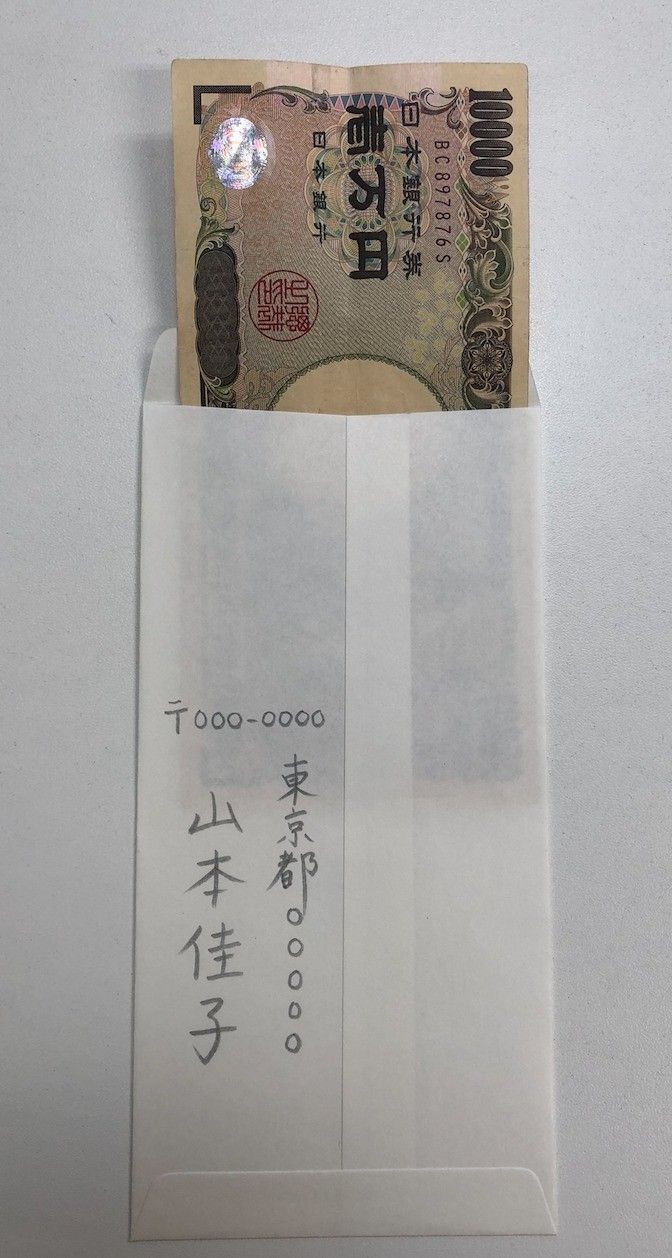 10000
BC897876S
日本銀行券
壱万円
日本銀行
〒000-0000
東京都○○○○○
山本佳子